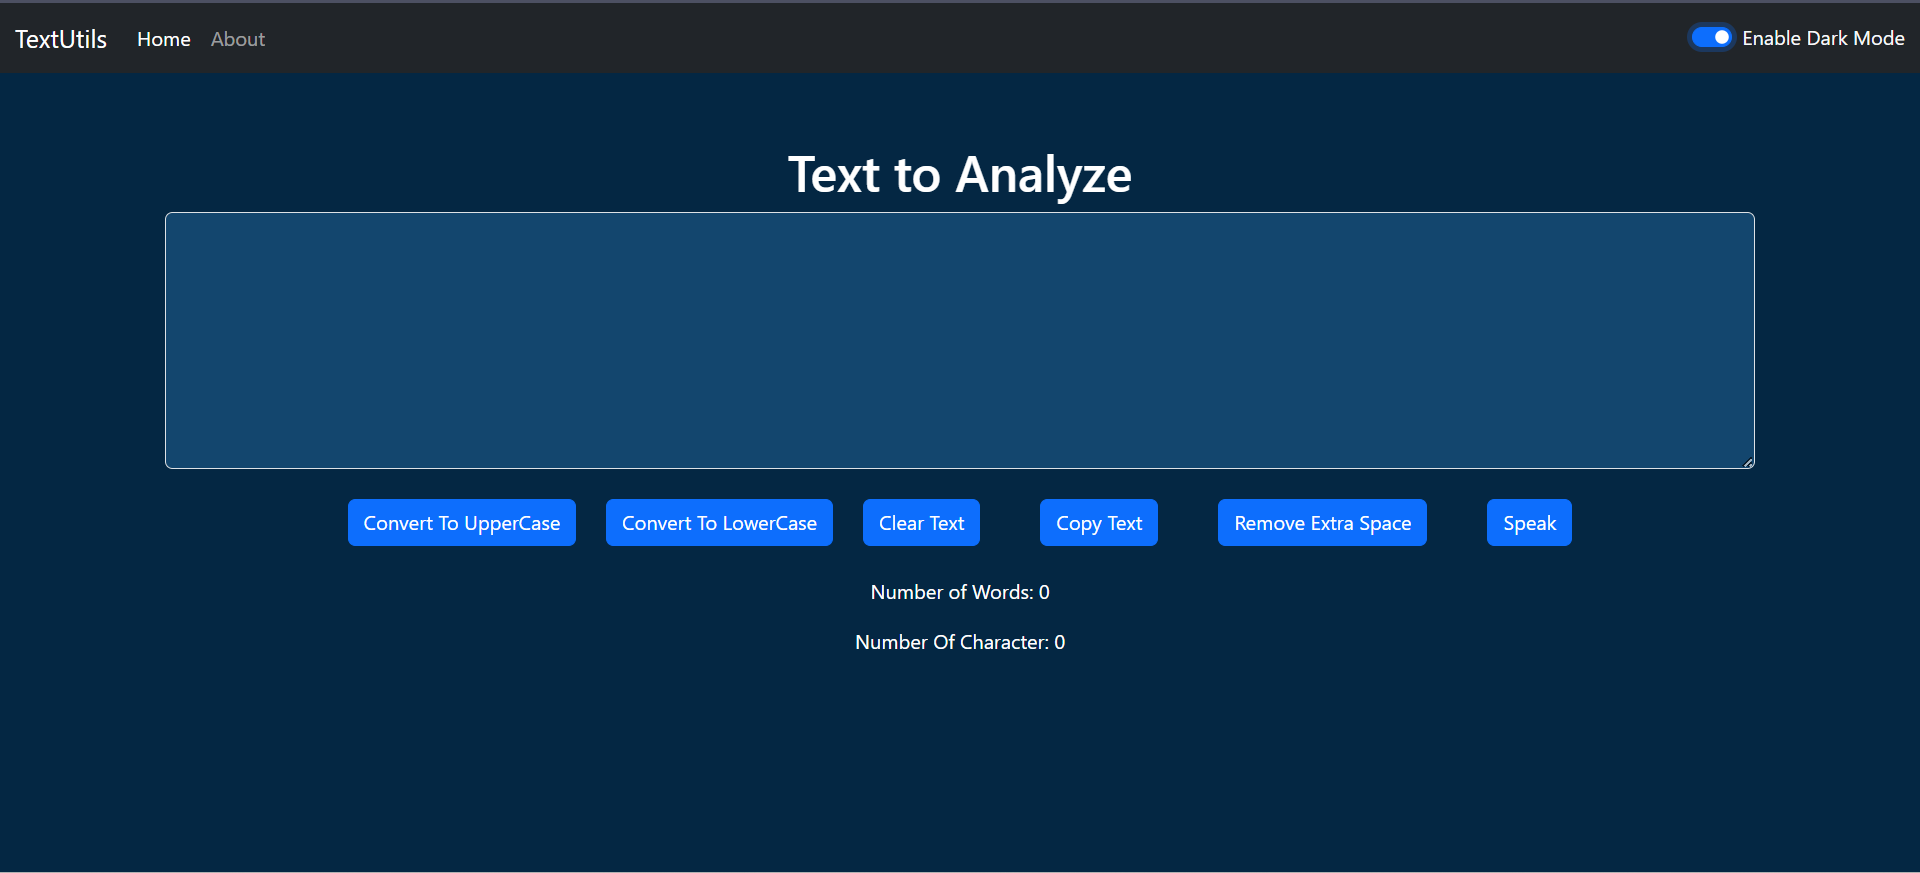 TextUtils Home About Enable Dark Mode
Text to Analyze
Convert To UpperCase Convert To LowerCase Clear Text Copy Text Remove Extra Space Speak
Number of Words: 0
Number Of Character: 0